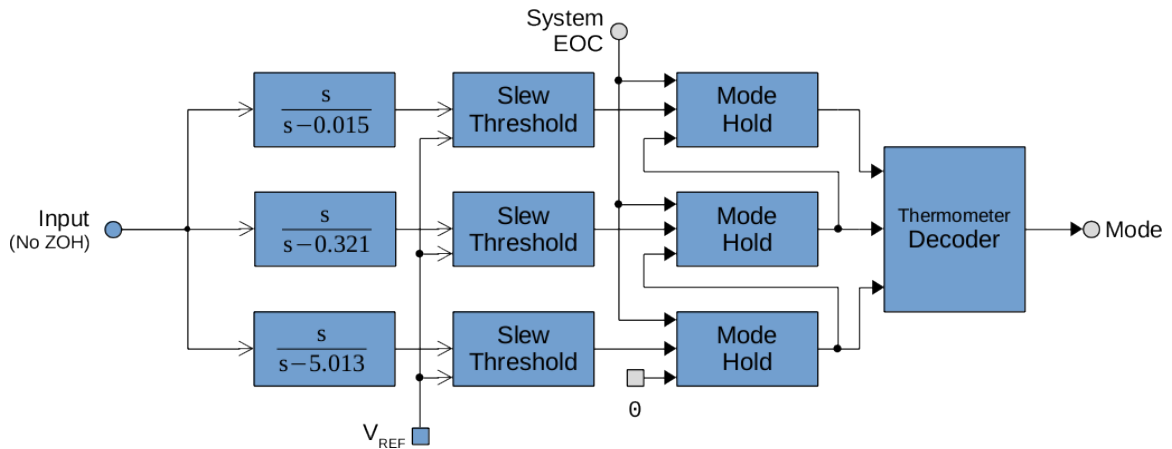 System
EOC
s
s−0.015
Slew
Threshold
Mode
Hold
Input
(No ZOH)
s
s−0.321
Slew
Threshold
Mode
Hold
Thermometer
Decoder
Mode
s
s−5.013
Slew
Threshold
Mode
Hold
0
VREF